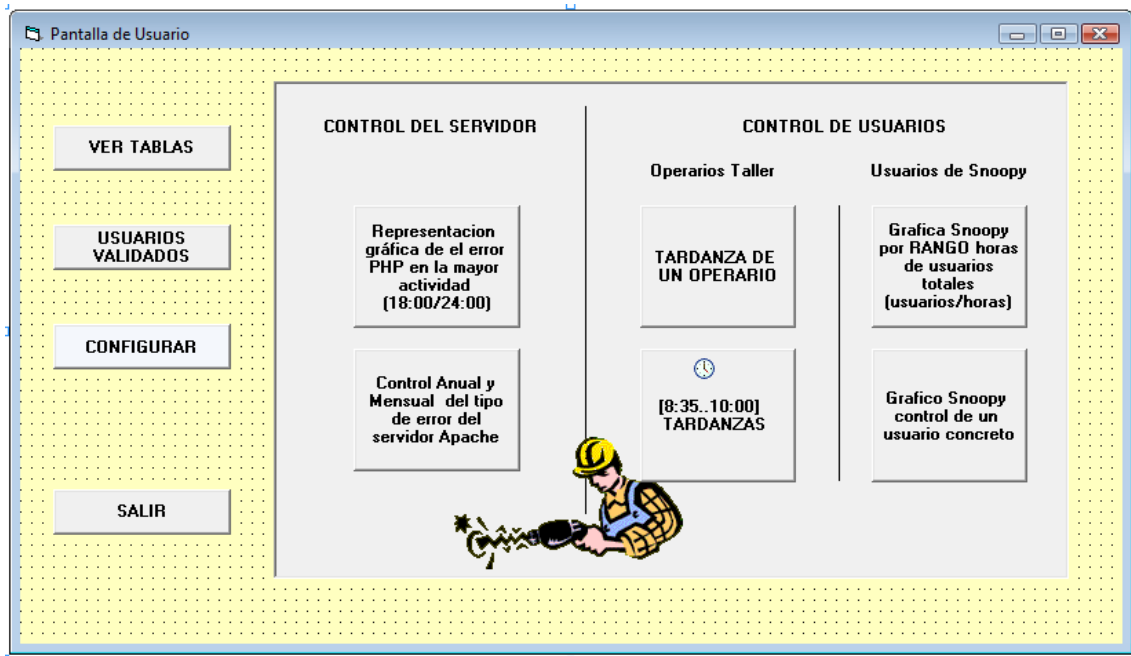 Pantalla de Usuario
VER TABLAS
USUARIOS
VALIDADOS
CONFIGURAR
SALIR
CONTROL DEL SERVIDOR
Representacion
gráfica de el error
PHP en la mayor
actividad
(18:00/24:00)
Control Anual y
Mensual del tipo
de error del
servidor Apache
CONTROL DE USUARIOS
Operarios Taller
TARDANZA DE
UN OPERARIO
[8:35..10:00]
TARDANZAS
Usuarios de Snoopy
Grafica Snoopy
por RANGO horas
de usuarios
totales
(usuarios/horas)
Grafico Snoopy
control de un
usuario concreto